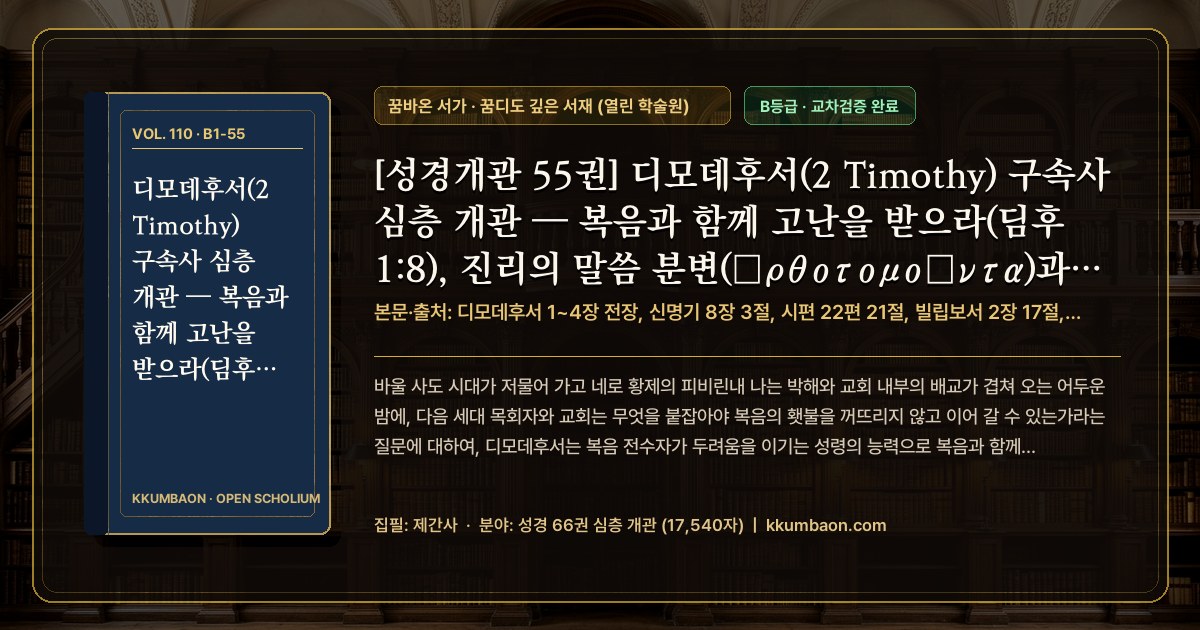 VOL. 110 · B1-55
디모데후서(2
Timothy)
구속사 심층
개관 — 복음과
함께 고난을
받으라(딤후…
KKUMBAON · OPEN SCHOLIUM
꿈바온 서가 · 꿈디도 깊은 서재 (열린 학술원)
B등급 · 교차검증 완료
[성경개관 55권] 디모데후서(2 Timothy) 구속사
심층 개관 — 복음과 함께 고난을 받으라(딤후
1:8), 진리의 말씀 분변(□ρθοτομο□ντα)과…
본문·출처: 디모데후서 1~4장 전장, 신명기 8장 3절, 시편 22편 21절, 빌립보서 2장 17절,...
바울 사도 시대가 저물어 가고 네로 황제의 피비린내 나는 박해와 교회 내부의 배교가 겹쳐 오는 어두운
밤에, 다음 세대 목회자와 교회는 무엇을 붙잡아야 복음의 횃불을 꺼뜨리지 않고 이어 갈 수 있는가라는
질문에 대하여, 디모데후서는 복음 전수자가 두려움을 이기는 성령의 능력으로 복음과 함께...
집필: 제간사 · 분야: 성경 66권 심층 개관 (17,540자) | kkumbaon.com